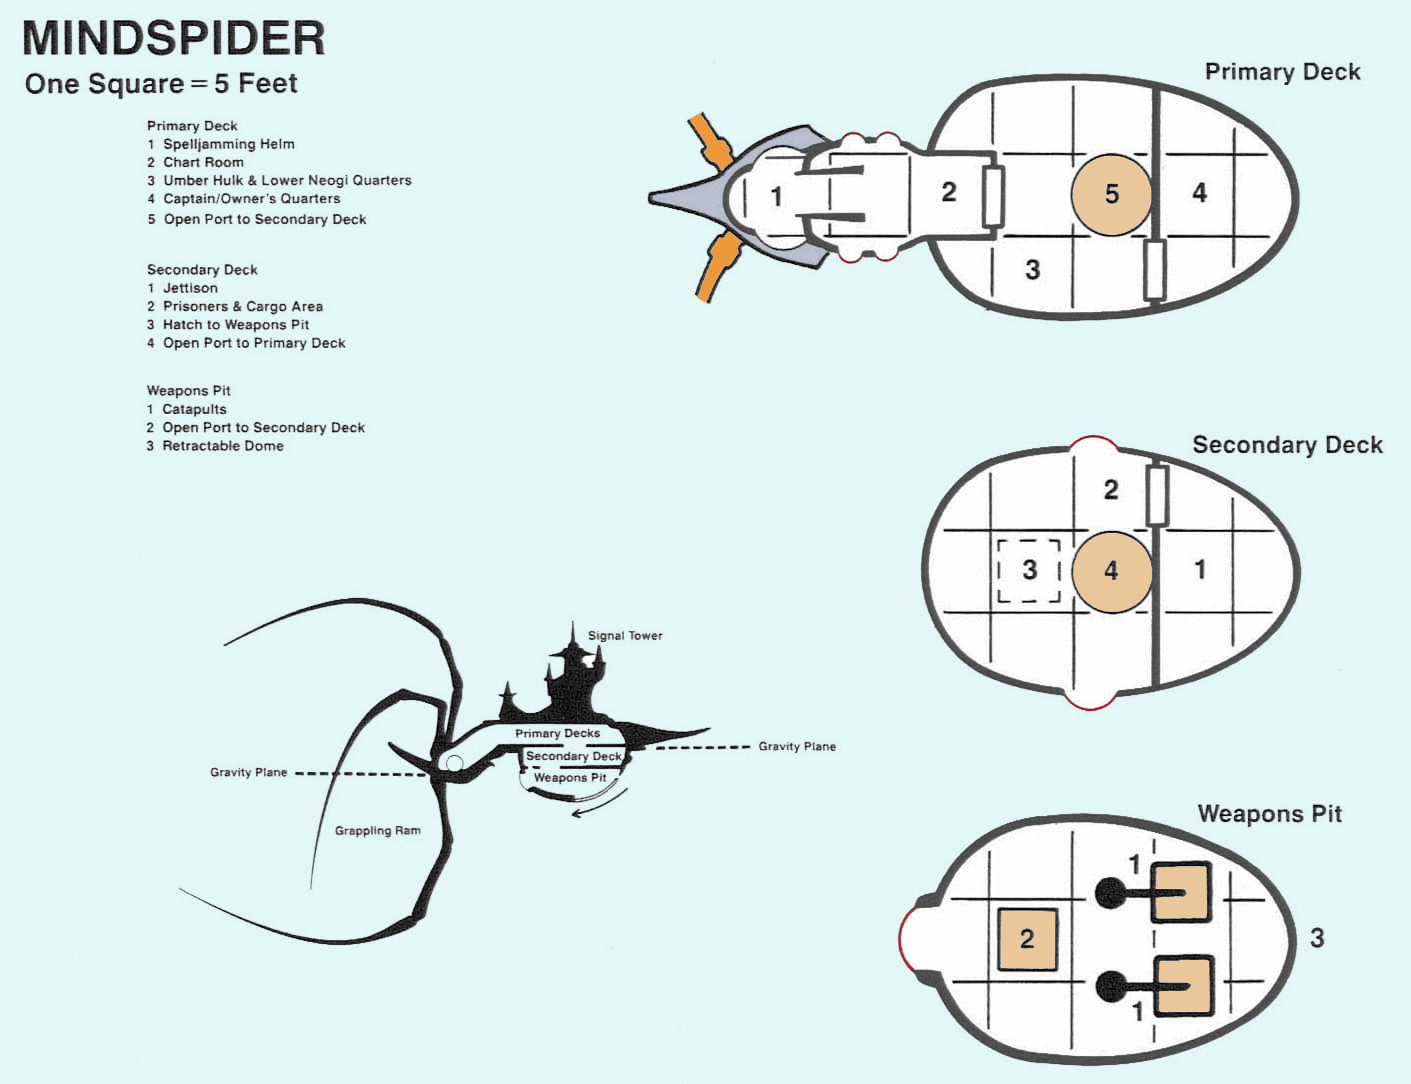 MINDSPIDER
One Square = 5 Feet
Primary Deck
1 Spelljamming Helm
2 Chart Room
3 Umber Hulk & Lower Neogi Quarters
4 Captain/Owner's Quarters
5 Open Port to Secondary Deck
Secondary Deck
1 Jettison
2 Prisoners & Cargo Area
3 Hatch to Weapons Pit
4 Open Port to Primary Deck
Weapons Pit
1 Catapults
2 Open Port to Secondary Deck
3 Retractable Dome
Primary Deck
1
2
5
4
3
Secondary Deck
2
3
4
1
Signal Tower
Primary Decks
Secondary Deck
Weapons Pit
Gravity Plane
Gravity Plane
Grappling Ram
Weapons Pit
1
2
3
1